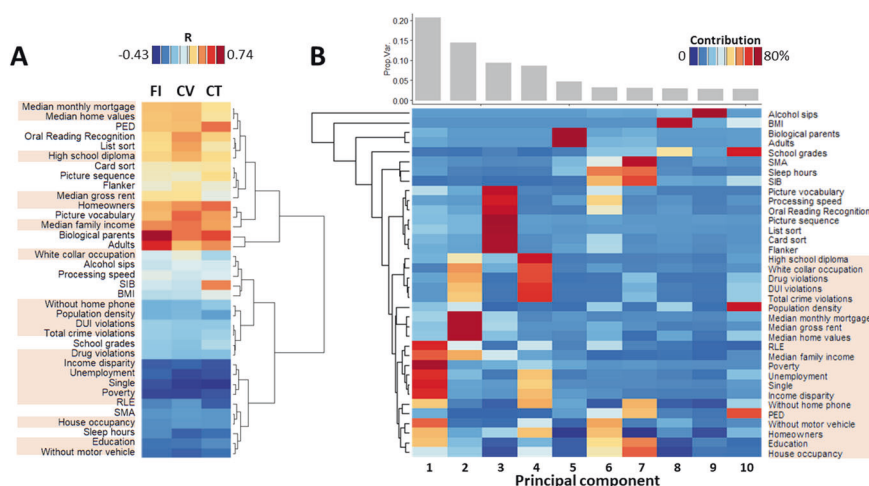 A
R
-0.43
0.74
FI CV CT
Median monthly mortgage
Median home values
PED
Oral Reading Recognition
List sort
High school diploma
Card sort
Picture sequence
Flanker
Median gross rent
Homeowners
Picture vocabulary
Median family income
Biological parents
Adults
White collar occupation
Alcohol sips
Processing speed
SIB
BMI
Without home phone
Population density
DUI violations
Total crime violations
School grades
Drug violations
Income disparity
Unemployment
Single
Poverty
RLE
SMA
House occupancy
Sleep hours
Education
Without motor vehicle
B
Prop.Var.
0.20
0.15
0.10
0.05
0.00
Contribution
0
80%
Alcohol sips
BMI
Biological parents
Adults
School grades
SMA
Sleep hours
SIB
Picture vocabulary
Processing speed
Oral Reading Recognition
Picture sequence
List sort
Card sort
Flanker
High school diploma
White collar occupation
Drug violations
DUI violations
Total crime violations
Population density
Median monthly mortgage
Median gross rent
Median home values
RLE
Median family income
Poverty
Unemployment
Single
Income disparity
Without home phone
PED
Without motor vehicle
Homeowners
Education
House occupancy
1 2 3 4 5 6 7 8 9 10
Principal component